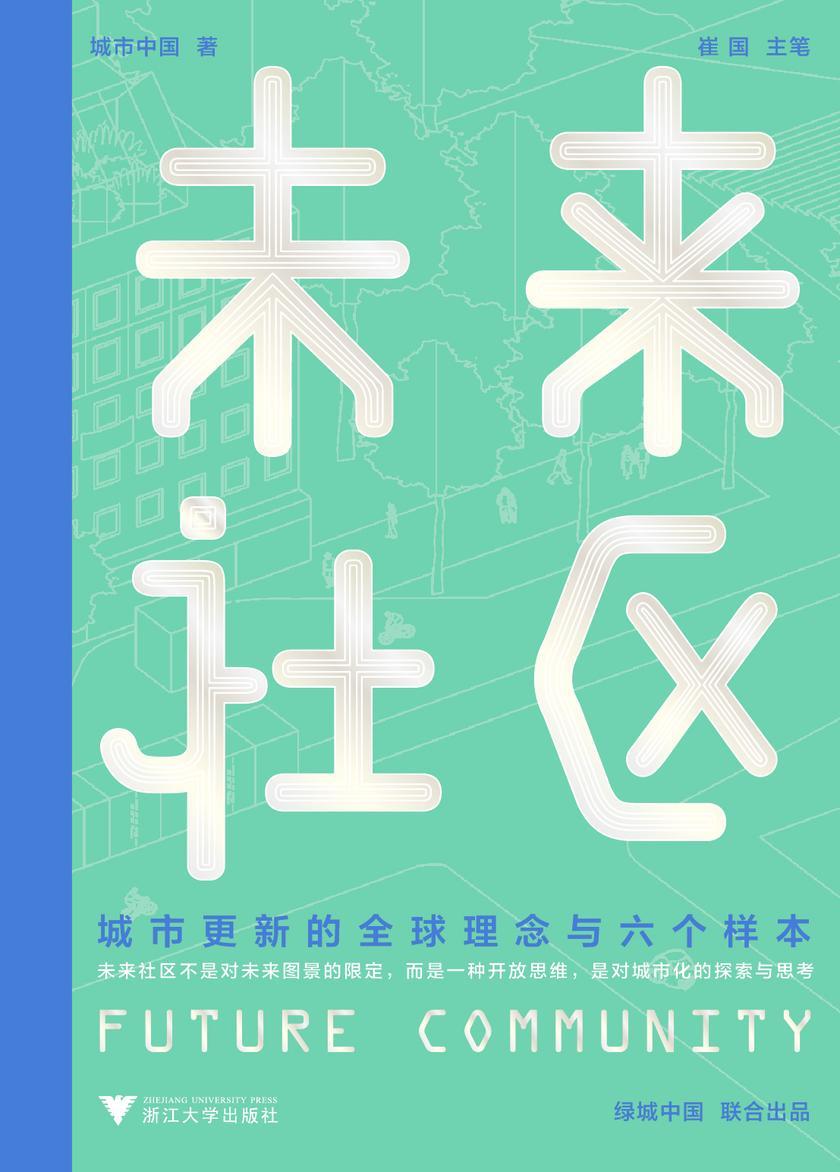 城市中国 著
崔国 主笔
未来
社区
城市更新的全球理念与六个样本
未来社区不是对未来图景的限定，而是一种开放思维，是对城市化的探索与思考
FUTURE COMMUNITY
ZHEJIANG UNIVERSITY PRESS
浙江大学出版社
绿城中国 联合出品